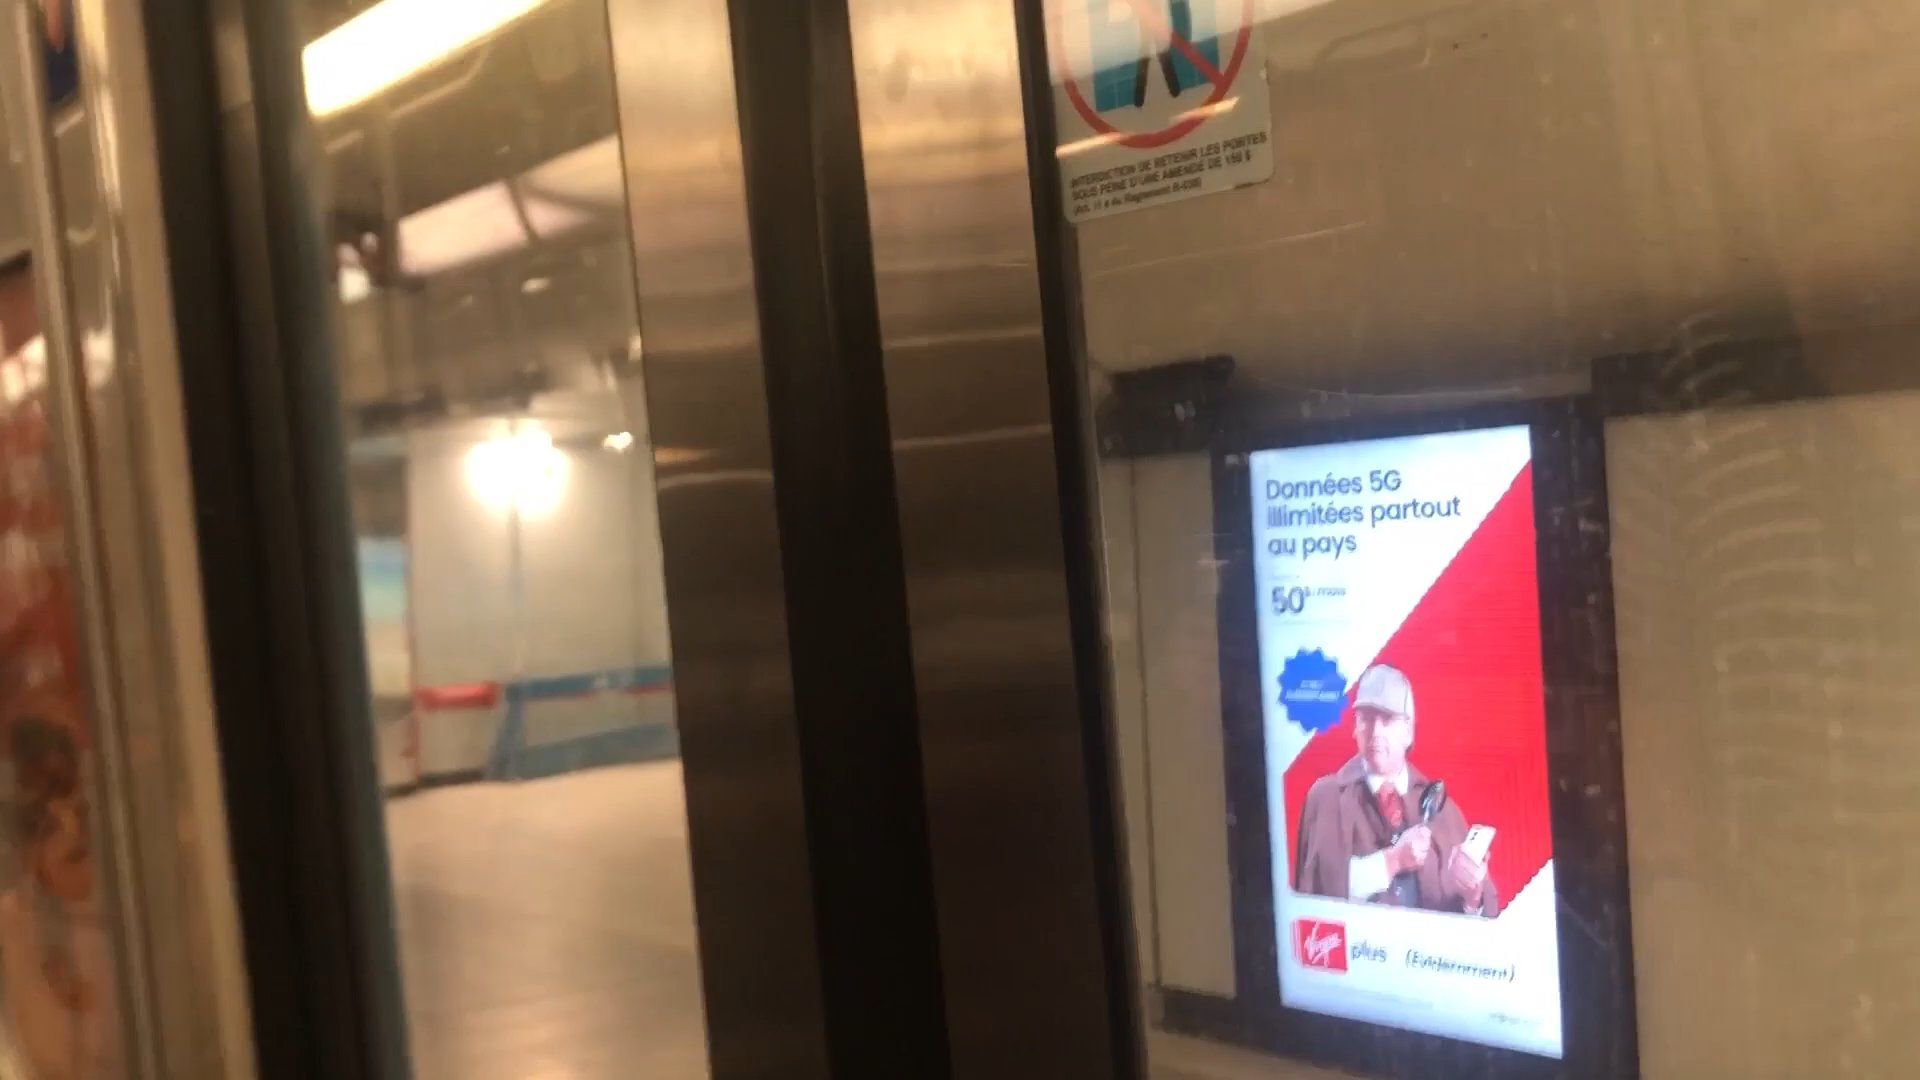 INTERDICTION DE RETENIR LES PORTES
SOUS PEINE D'UNE AMENDE DE 150 $
Données 5G
illimitées partout
au pays
50$/mois
Virgin plus (Évidemment)